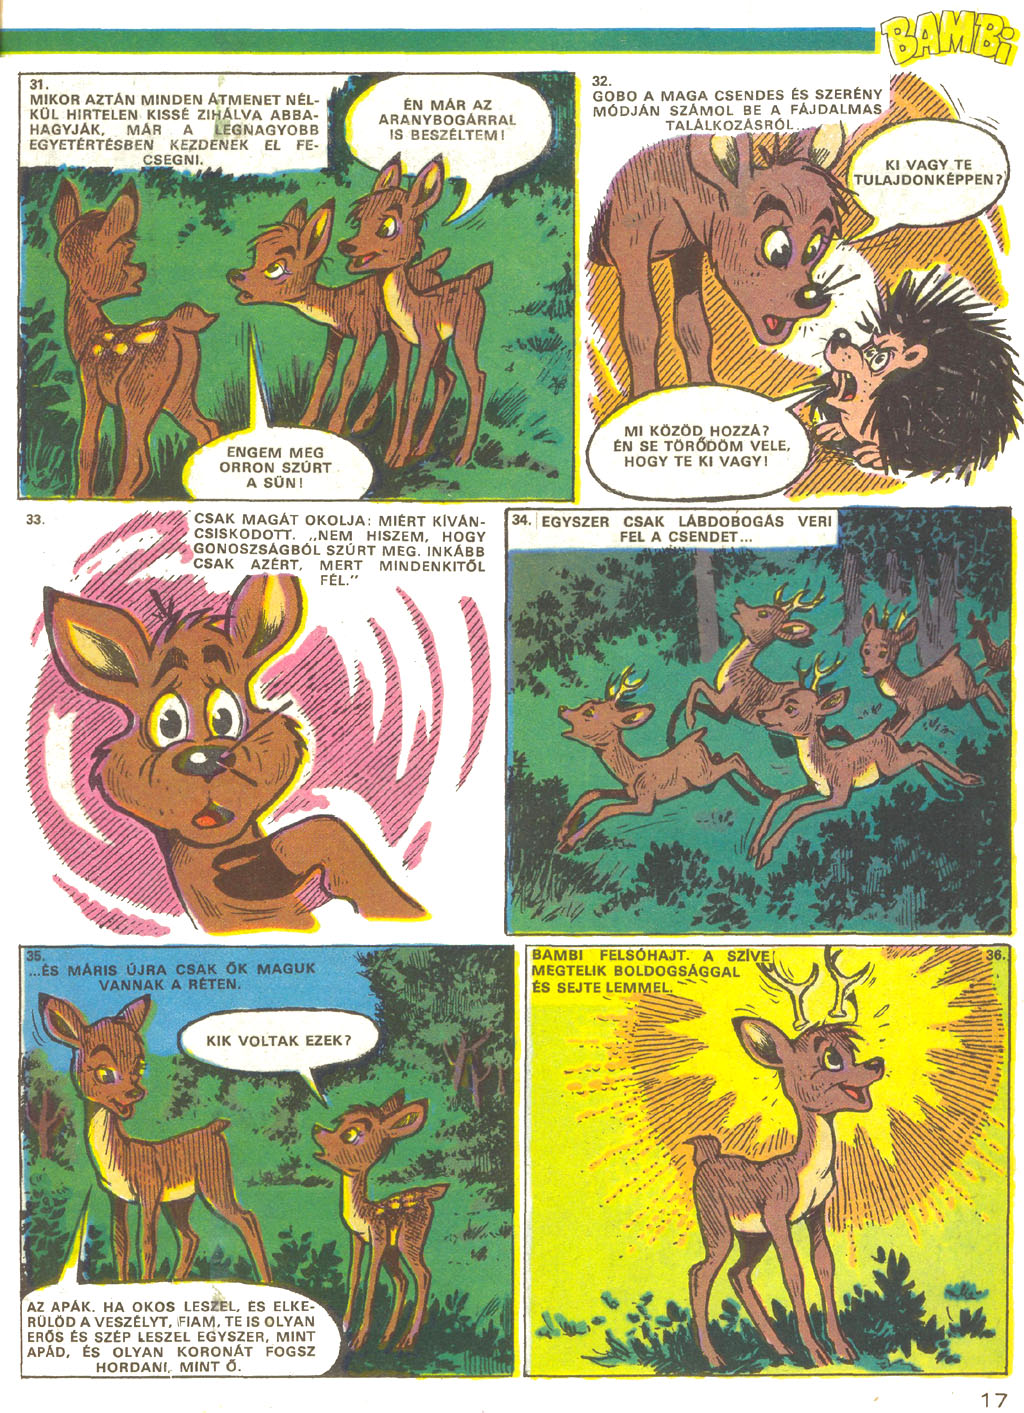 BAMBI
31.
MIKOR AZTÁN MINDEN ÁTMENET NÉL-
KÜL HIRTELEN KISSÉ ZIHÁLVA ABBA-
HAGYJÁK, MÁR A LEGNAGYOBB
EGYETÉRTÉSBEN KEZDENEK EL FE-
CSEGNI.
ÉN MÁR AZ
ARANYBOGÁRRAL
IS BESZÉLTEM!
ENGEM MEG
ORRON SZÚRT
A SÜN!
32.
GOBO A MAGA CSENDES ÉS SZERÉNY
MÓDJÁN SZÁMOL BE A FÁJDALMAS
TALÁLKOZÁSRÓL...
KI VAGY TE
TULAJDONKÉPPEN?
MI KÖZÖD HOZZÁ?
ÉN SE TÖRŐDÖM VELE,
HOGY TE KI VAGY!
33.
CSAK MAGÁT OKOLJA: MIÉRT KÍVÁN-
CSISKODOTT. „NEM HISZEM, HOGY
GONOSZSÁGBÓL SZÚRT MEG. INKÁBB
CSAK AZÉRT, MERT MINDENKITŐL
FÉL.”
34. EGYSZER CSAK LÁBDOBOGÁS VERI
FEL A CSENDET...
35.
...ÉS MÁRIS ÚJRA CSAK ŐK MAGUK
VANNAK A RÉTEN.
KIK VOLTAK EZEK?
AZ APÁK. HA OKOS LESZEL, ÉS ELKE-
RÜLÖD A VESZÉLYT, FIAM, TE IS OLYAN
ERŐS ÉS SZÉP LESZEL EGYSZER, MINT
APÁD, ÉS OLYAN KORONÁT FOGSZ
HORDANI, MINT Ő.
BAMBI FELSÓHAJT. A SZÍVE 36.
MEGTELIK BOLDOGSÁGGAL
ÉS SEJTELEMMEL.
17